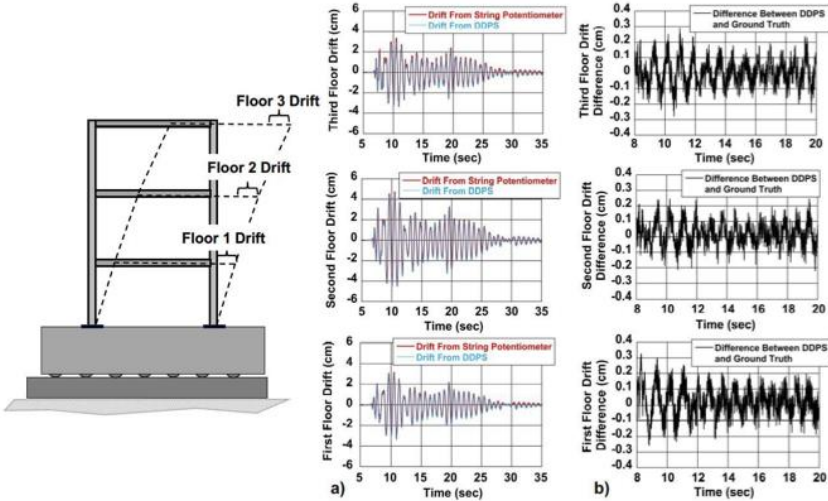 Floor 3 Drift
Floor 2 Drift
Floor 1 Drift
Third Floor Drift (cm)
6
4
2
0
-2
-4
-6
Drift From String Potentiometer
Drift From DDPS
5 10 15 20 25 30 35
Time (sec)
Second Floor Drift (cm)
6
4
2
0
-2
-4
-6
Drift From String Potentiometer
Drift From DDPS
5 10 15 20 25 30 35
Time (sec)
First Floor Drift (cm)
6
4
2
0
-2
-4
-6
Drift From String Potentiometer
Drift From DDPS
5 10 15 20 25 30 35
Time (sec)
a)
Third Floor Drift
Difference (cm)
0.4
0.3
0.2
0.1
0
-0.1
-0.2
-0.3
-0.4
Difference Between DDPS
and Ground Truth
8 10 12 14 16 18 20
Time (sec)
Second Floor Drift
Difference (cm)
0.4
0.3
0.2
0.1
0
-0.1
-0.2
-0.3
-0.4
Difference Between DDPS
and Ground Truth
8 10 12 14 16 18 20
Time (sec)
First Floor Drift
Difference (cm)
0.4
0.3
0.2
0.1
0
-0.1
-0.2
-0.3
-0.4
Difference Between DDPS
and Ground Truth
8 10 12 14 16 18 20
Time (sec)
b)